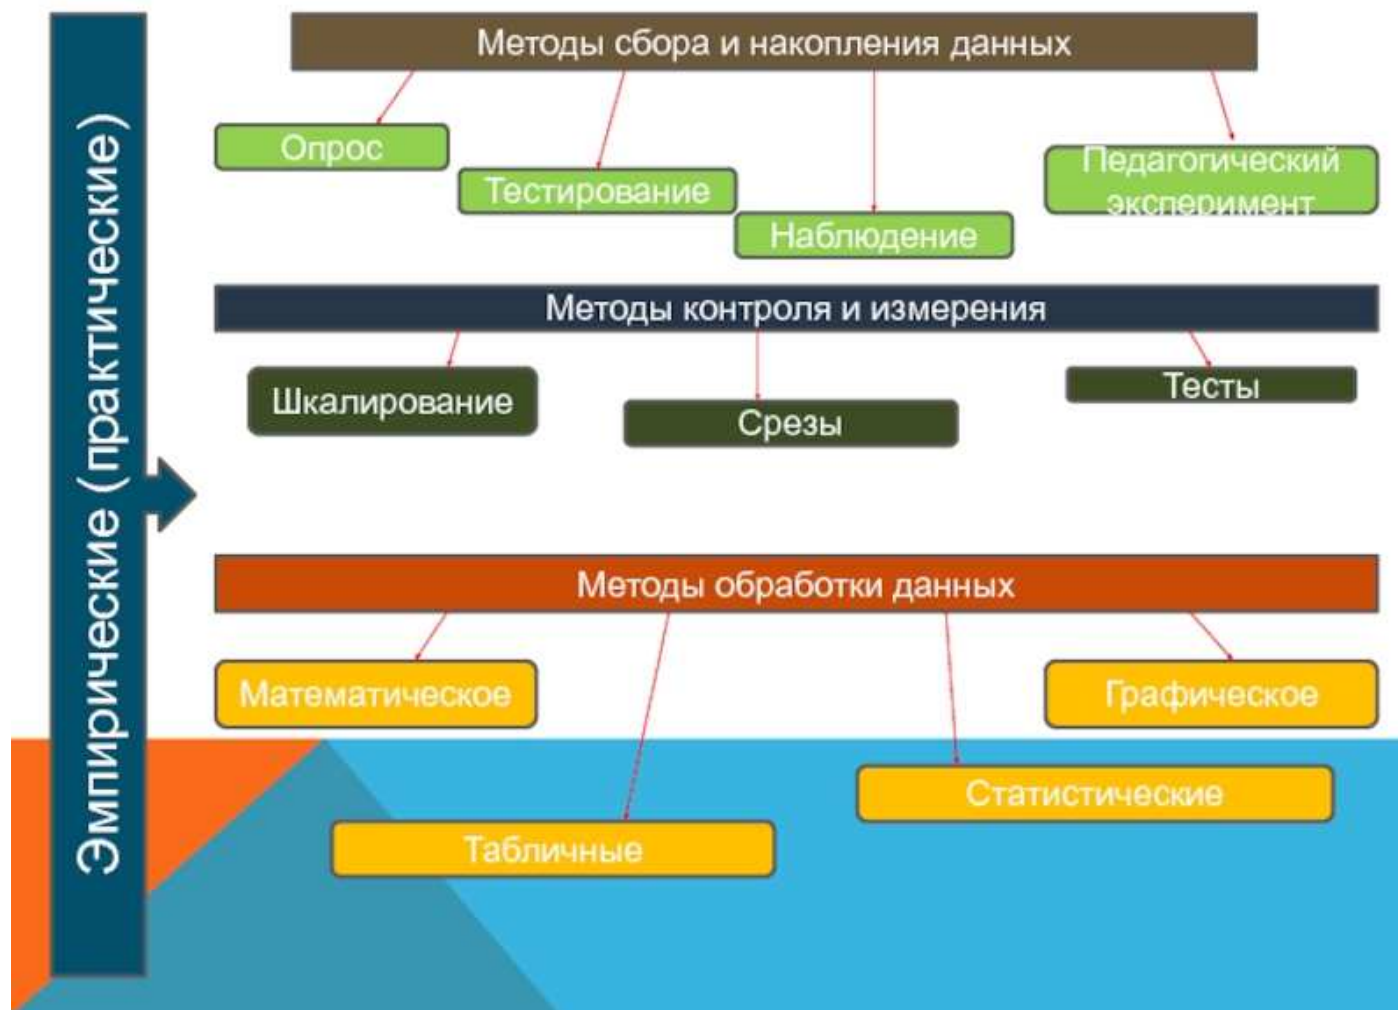 Эмпирические (практические)
Методы сбора и накопления данных
Опрос
Тестирование
Наблюдение
Педагогический
эксперимент
Методы контроля и измерения
Шкалирование
Срезы
Тесты
Методы обработки данных
Математическое
Графическое
Статистические
Табличные